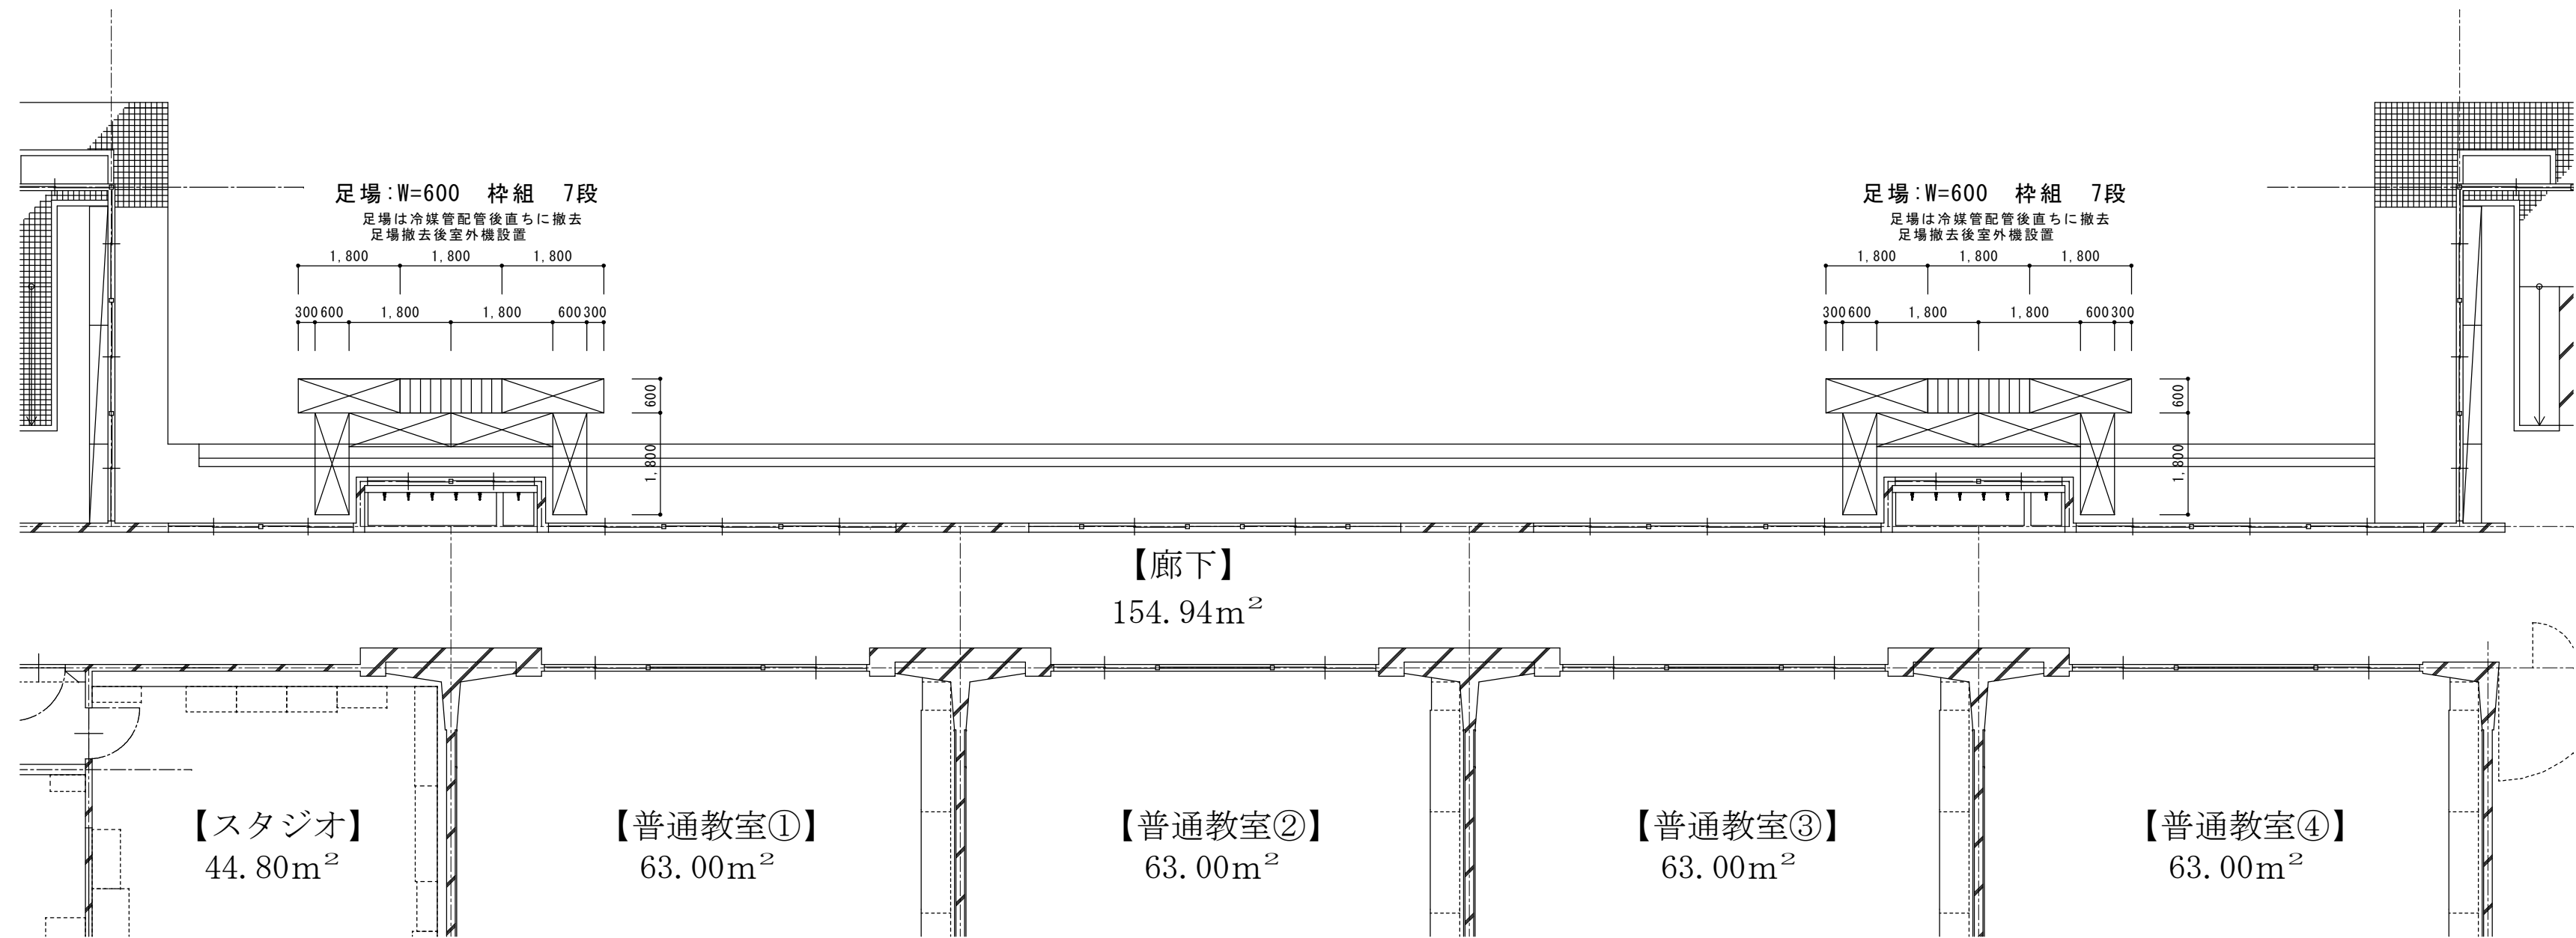 足場:W=600 枠組 7段
足場は冷媒管配管後直ちに撤去
足場撤去後室外機設置
1,800 1,800 1,800
300 600 1,800 1,800 600 300
600
1,800
足場:W=600 枠組 7段
足場は冷媒管配管後直ちに撤去
足場撤去後室外機設置
1,800 1,800 1,800
300 600 1,800 1,800 600 300
600
1,800
【廊下】
154.94m²
【スタジオ】
44.80m²
【普通教室①】
63.00m²
【普通教室②】
63.00m²
【普通教室③】
63.00m²
【普通教室④】
63.00m²